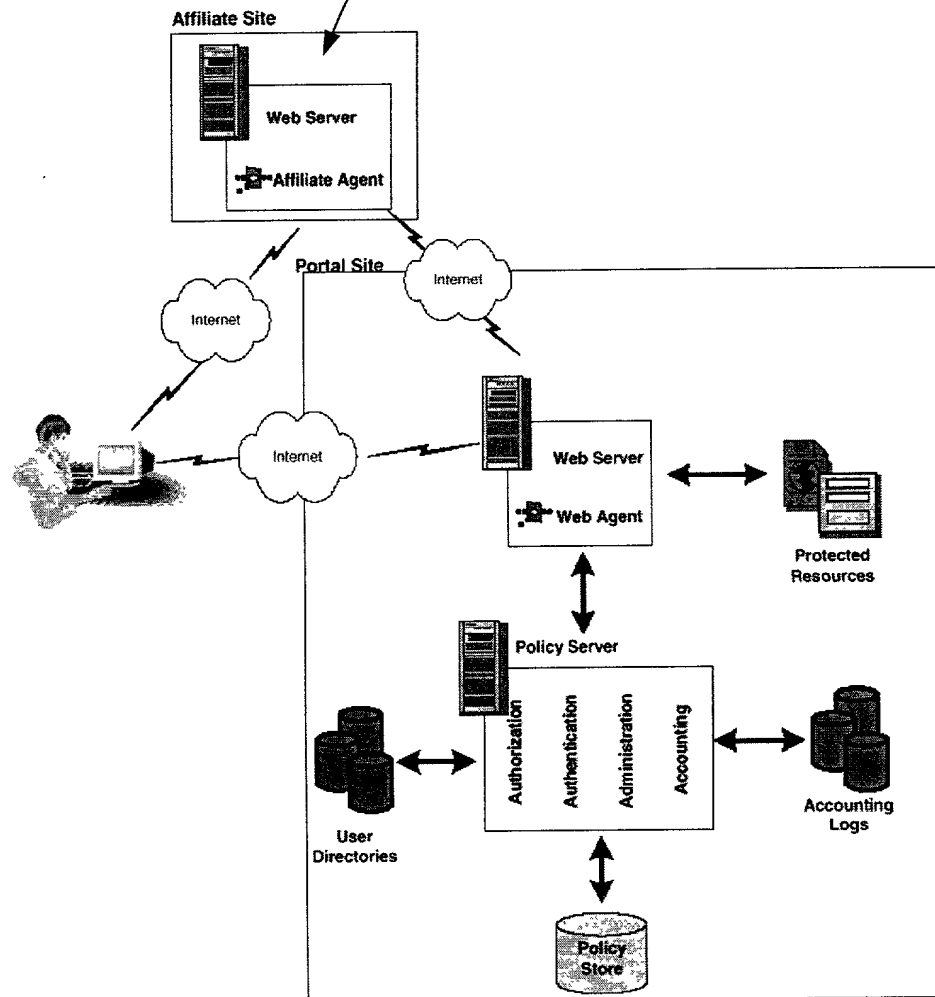 Affiliate Site
Web Server
Affiliate Agent
Portal Site
Internet
Internet
Internet
Web Server
Web Agent
Protected
Resources
Policy Server
Authorization
Authentication
Administration
Accounting
User
Directories
Accounting
Logs
Policy
Store